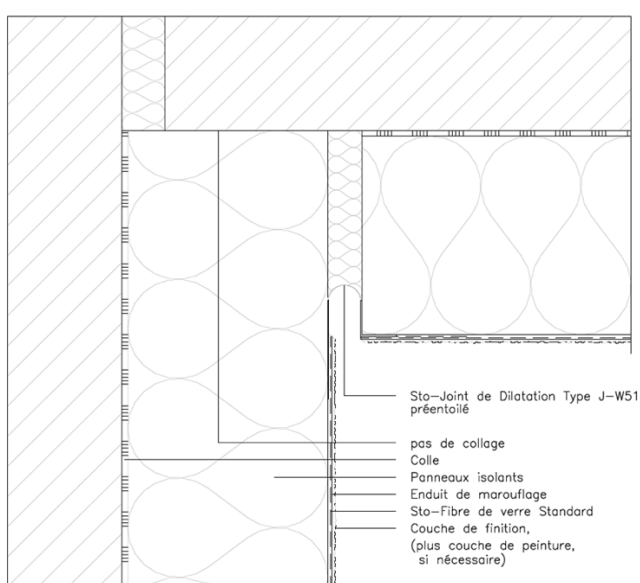 Sto-Joint de Dilatation Type J-W51
préentoilé
pas de collage
Colle
Panneaux isolants
Enduit de marouflage
Sto-Fibre de verre Standard
Couche de finition,
(plus couche de peinture,
si nécessaire)